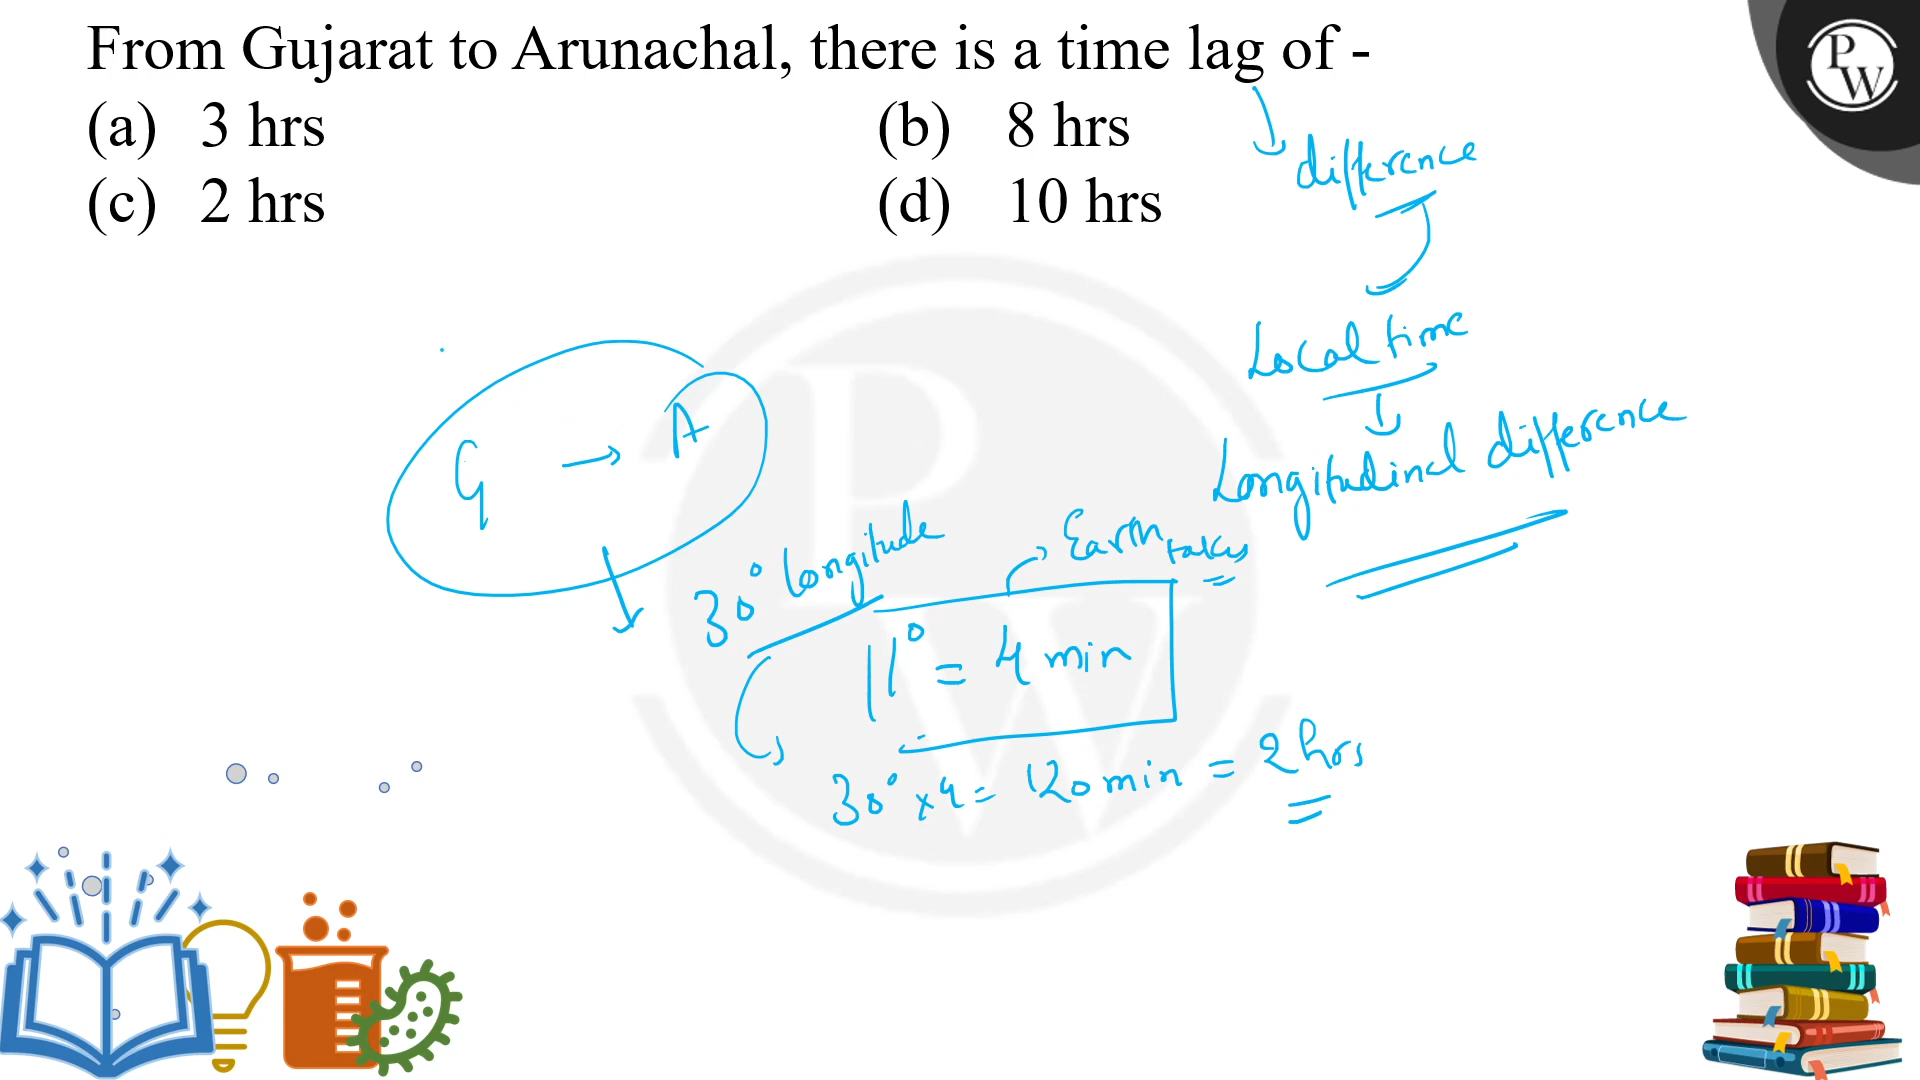 From Gujarat to Arunachal, there is a time lag of -
(a) 3 hrs (b) 8 hrs
(c) 2 hrs (d) 10 hrs
P
W
difference
Local time
Longitudinal difference
G → A
30° longitude
Earth takes
1° = 4 min
30° x 4 = 120 min = 2 hrs
P
W